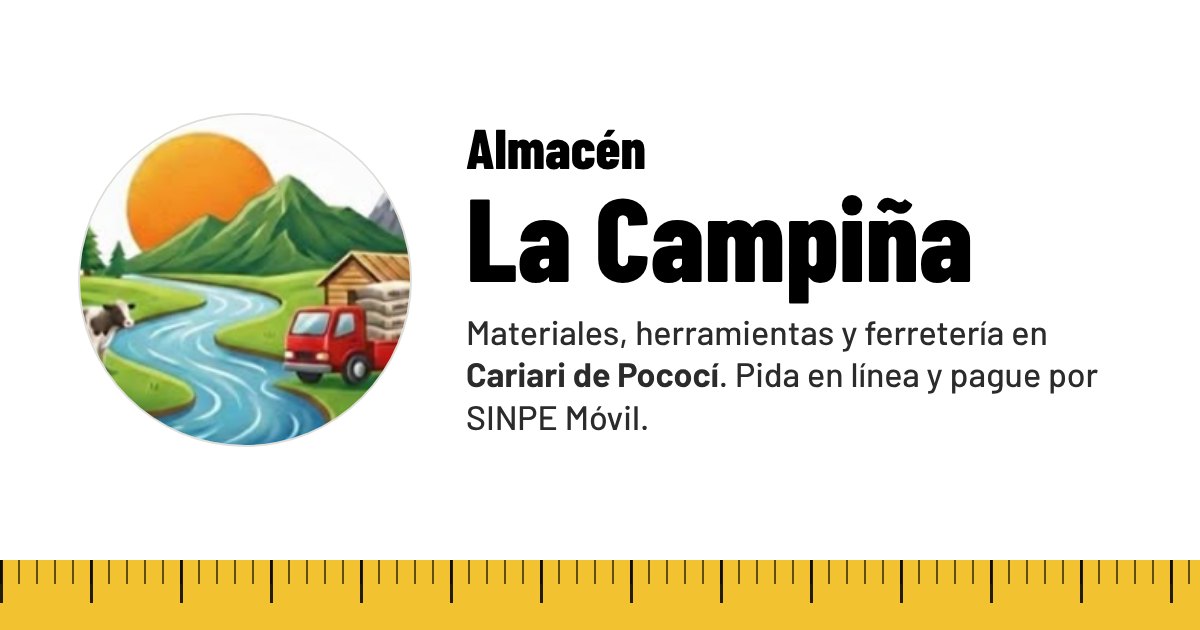 Almacén
La Campiña
Materiales, herramientas y ferretería en
Cariari de Pococí. Pida en línea y pague por
SINPE Móvil.